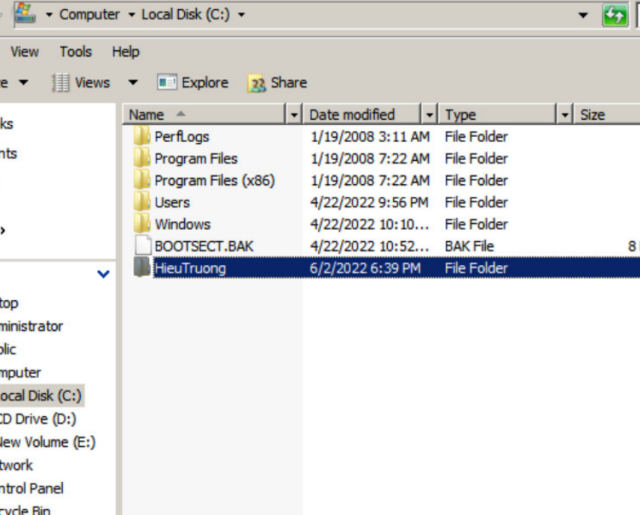 Computer Local Disk (C:)
View Tools Help
Views Explore Share
Name Date modified Type Size
PerfLogs 1/19/2008 3:11 AM File Folder
Program Files 1/19/2008 7:22 AM File Folder
Program Files (x86) 1/19/2008 7:22 AM File Folder
Users 4/22/2022 9:56 PM File Folder
Windows 4/22/2022 10:10... File Folder
BOOTSECT.BAK 4/22/2022 10:52... BAK File 8
HieuTruong 6/2/2022 6:39 PM File Folder
ks
nts
top
ministrator
blic
mputer
ocal Disk (C:)
CD Drive (D:)
New Volume (E:)
twork
ntrol Panel
cycle Bin